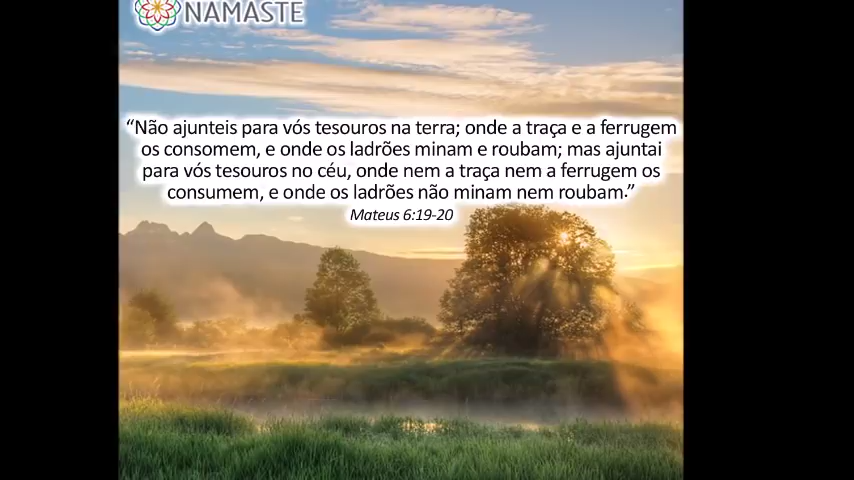 NAMASTE
“Não ajunteis para vós tesouros na terra; onde a traça e a ferrugem
os consomem, e onde os ladrões minam e roubam; mas ajuntai
para vós tesouros no céu, onde nem a traça nem a ferrugem os
consumem, e onde os ladrões não minam nem roubam.”
Mateus 6:19-20